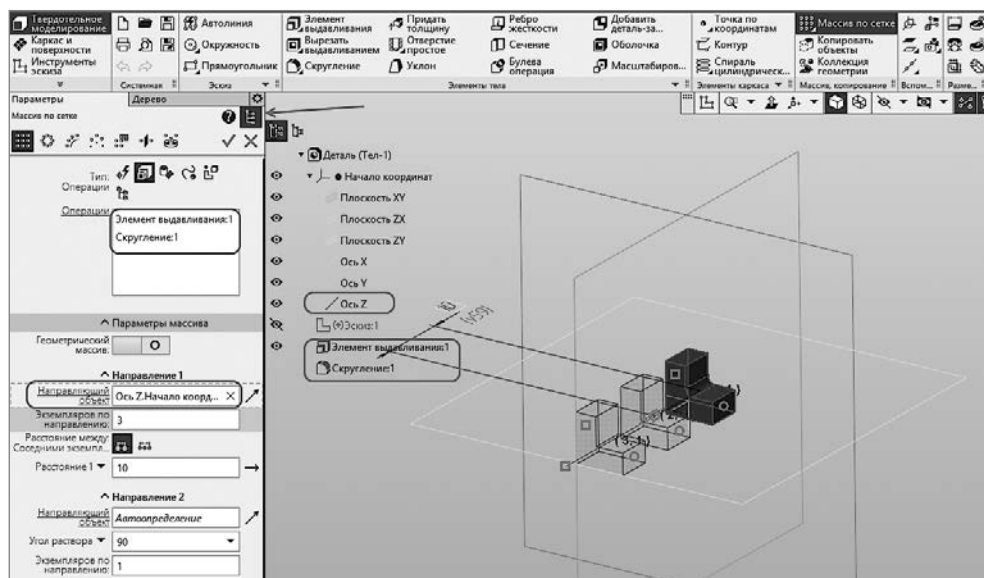 Твердотельное моделирование
Каркас и поверхности
Инструменты эскиза
Системная
Автолиния
Окружность
Прямоугольник
Эскиз
Элемент выдавливания
Вырезать выдавливанием
Скругление
Придать толщину
Отверстие простое
Уклон
Ребро жесткости
Сечение
Булева операция
Добавить деталь-за...
Оболочка
Масштабиров...
Элементы тела
Точка по координатам
Контур
Спираль цилиндрическ...
Элементы каркаса
Массив по сетке
Копировать объекты
Коллекция геометрии
Массив, копирование
Вспом...
Разме...
Параметры
Дерево
Массив по сетке
Тип:
Операции
Операции
Элемент выдавливания:1
Скругление:1
Параметры массива
Геометрический массив:
Направление 1
Направляющий объект
Ось Z.Начало коорд...
Экземпляров по направлению:
3
Расстояние между:
Соседними экземпл...
Расстояние 1
10
Направление 2
Направляющий объект
Автоопределение
Угол раствора
90
Экземпляров по направлению:
1
Деталь (Тел-1)
Начало координат
Плоскость XY
Плоскость ZX
Плоскость ZY
Ось X
Ось Y
Ось Z
(+)Эскиз:1
Элемент выдавливания:1
Скругление:1
10
(v59)
(3, 1)